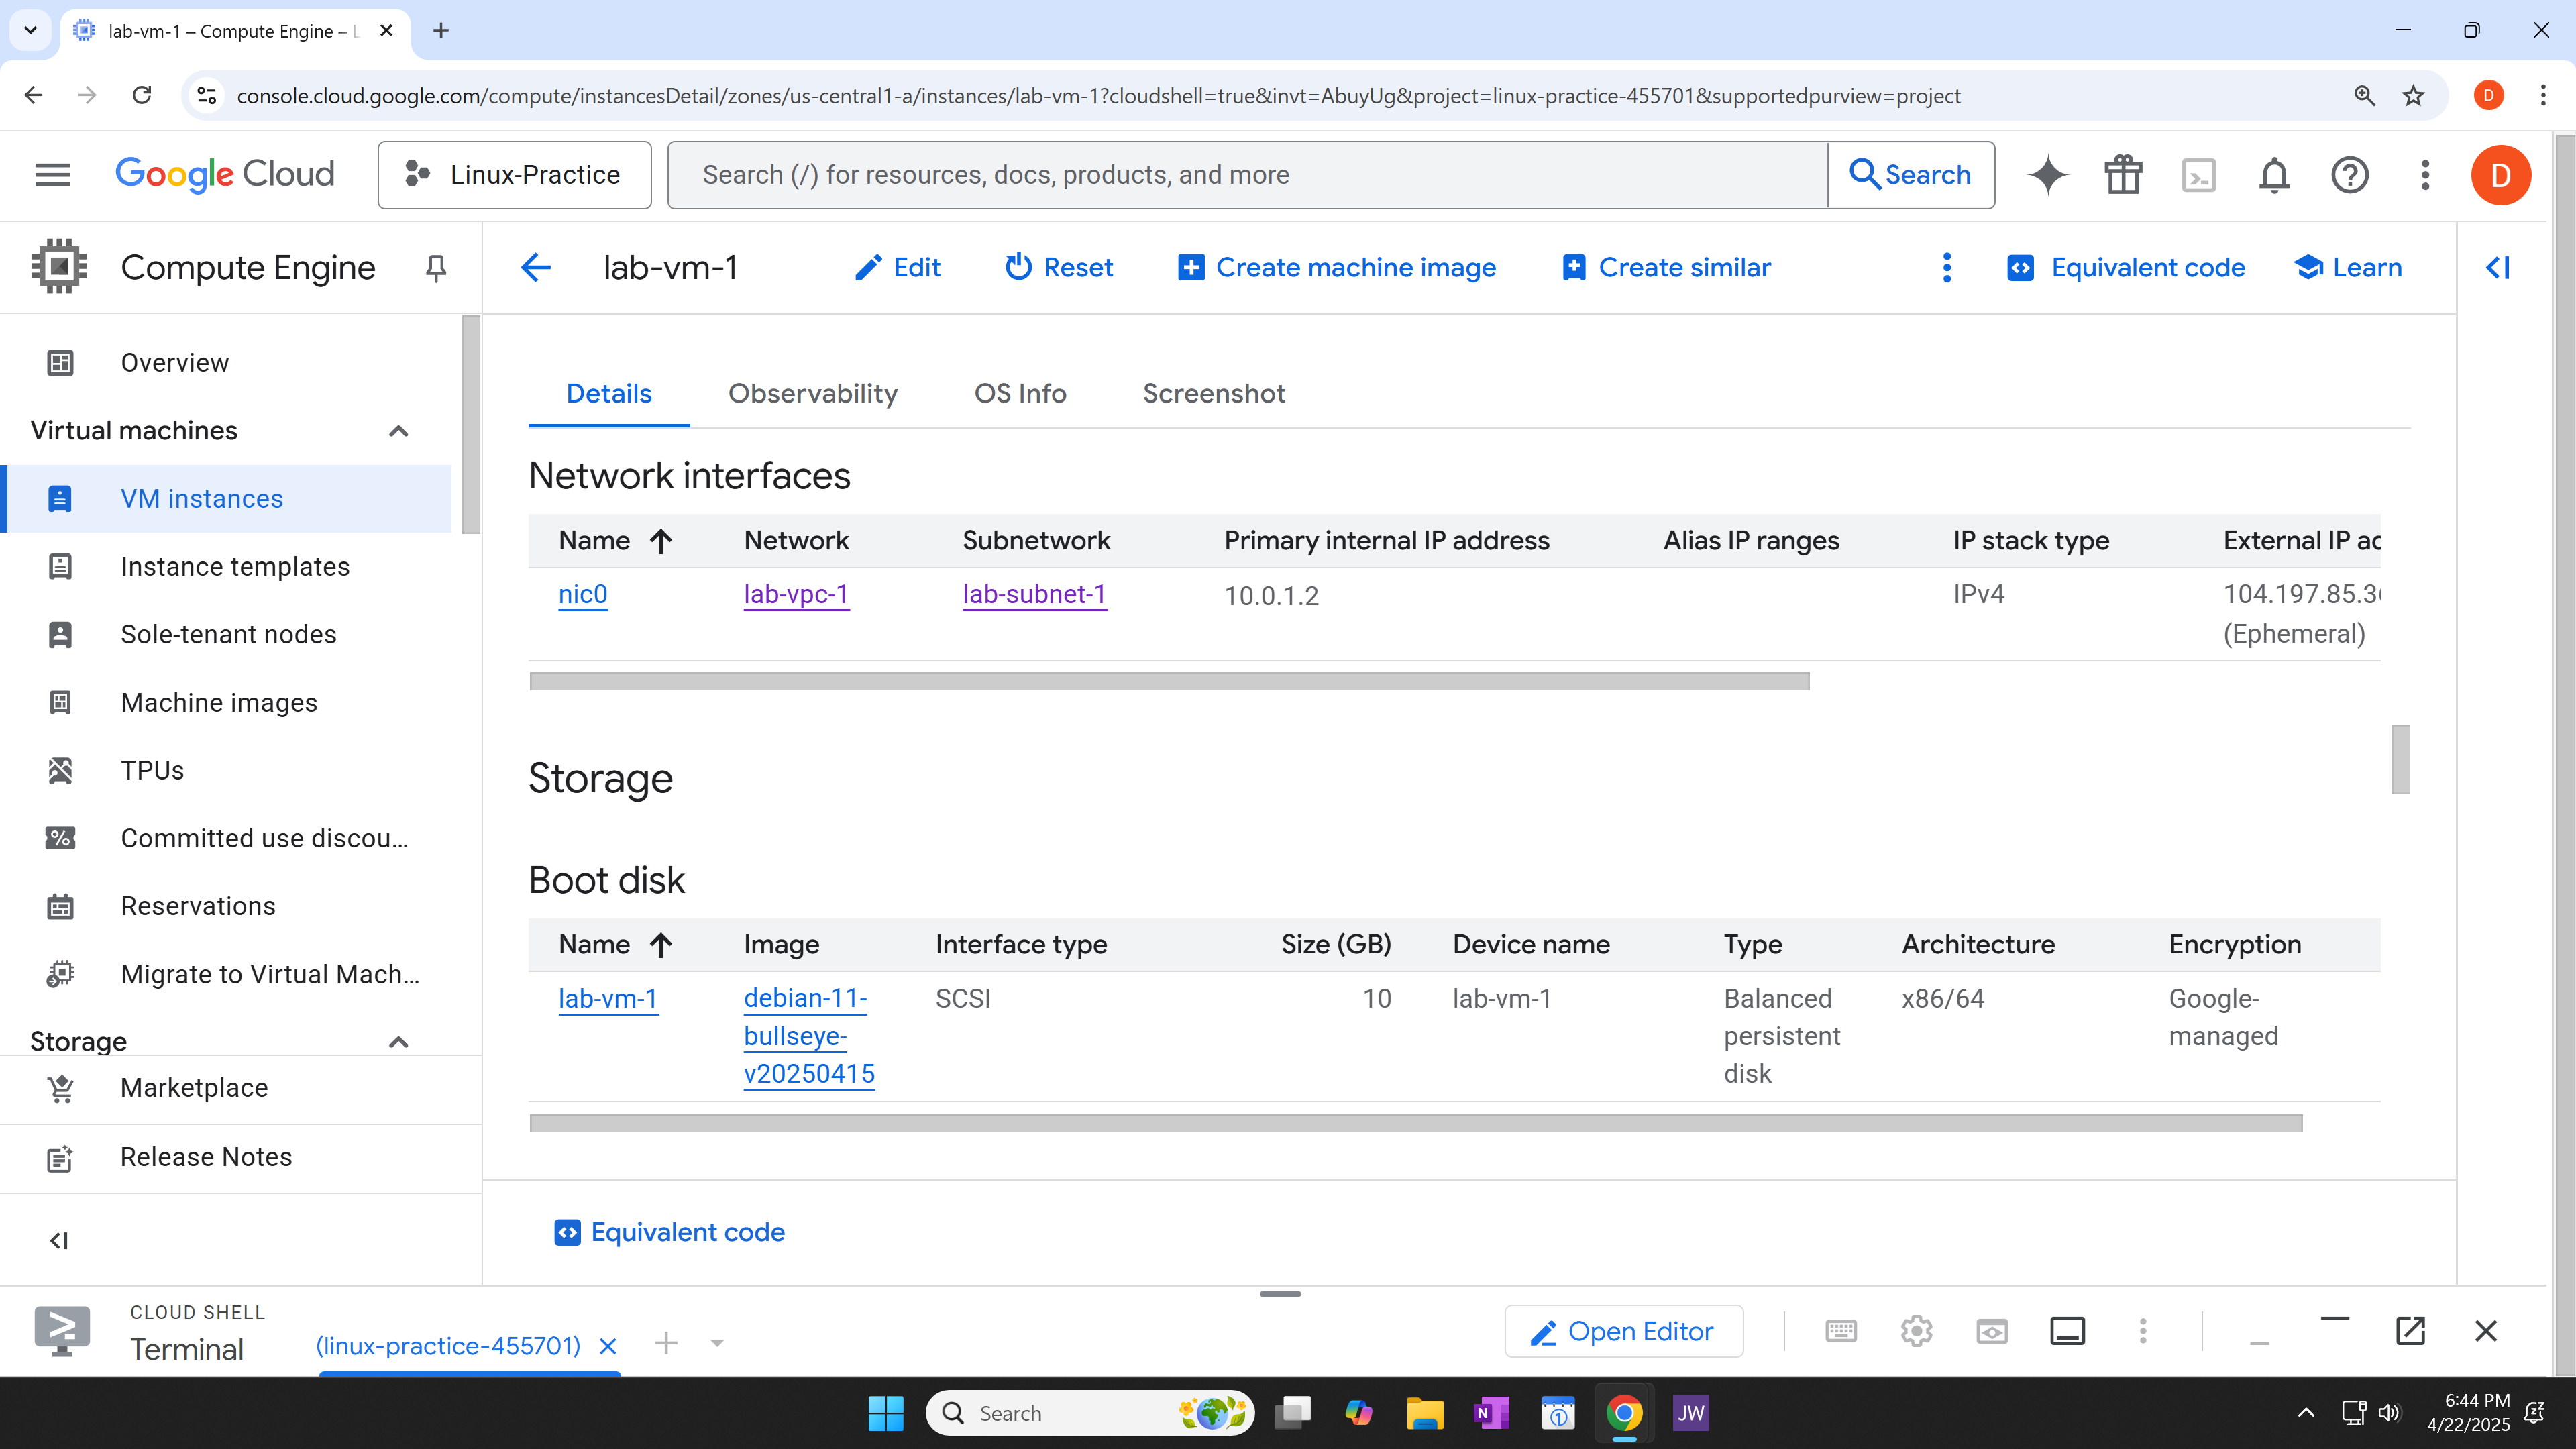 lab-vm-1 – Compute Engine – L
console.cloud.google.com/compute/instancesDetail/zones/us-central1-a/instances/lab-vm-1?cloudshell=true&invt=AbuyUg&project=linux-practice-455701&supportedpurview=project
D
Google Cloud
Linux-Practice
Search (/) for resources, docs, products, and more
Search
D
Compute Engine
lab-vm-1
Edit
Reset
Create machine image
Create similar
Equivalent code
Learn
Overview
Virtual machines
VM instances
Instance templates
Sole-tenant nodes
Machine images
TPUs
Committed use discou...
Reservations
Migrate to Virtual Mach...
Storage
Marketplace
Release Notes
Details Observability OS Info Screenshot
Network interfaces
Name Network Subnetwork Primary internal IP address Alias IP ranges IP stack type External IP
nic0 lab-vpc-1 lab-subnet-1 10.0.1.2 IPv4 104.197.85.3
(Ephemeral)
Storage
Boot disk
Name Image Interface type Size (GB) Device name Type Architecture Encryption
lab-vm-1 debian-11- SCSI 10 lab-vm-1 Balanced x86/64 Google-
bullseye- persistent managed
v20250415 disk
Equivalent code
CLOUD SHELL
Terminal
(linux-practice-455701)
Open Editor
Search
N
1
JW
6:44 PM
4/22/2025